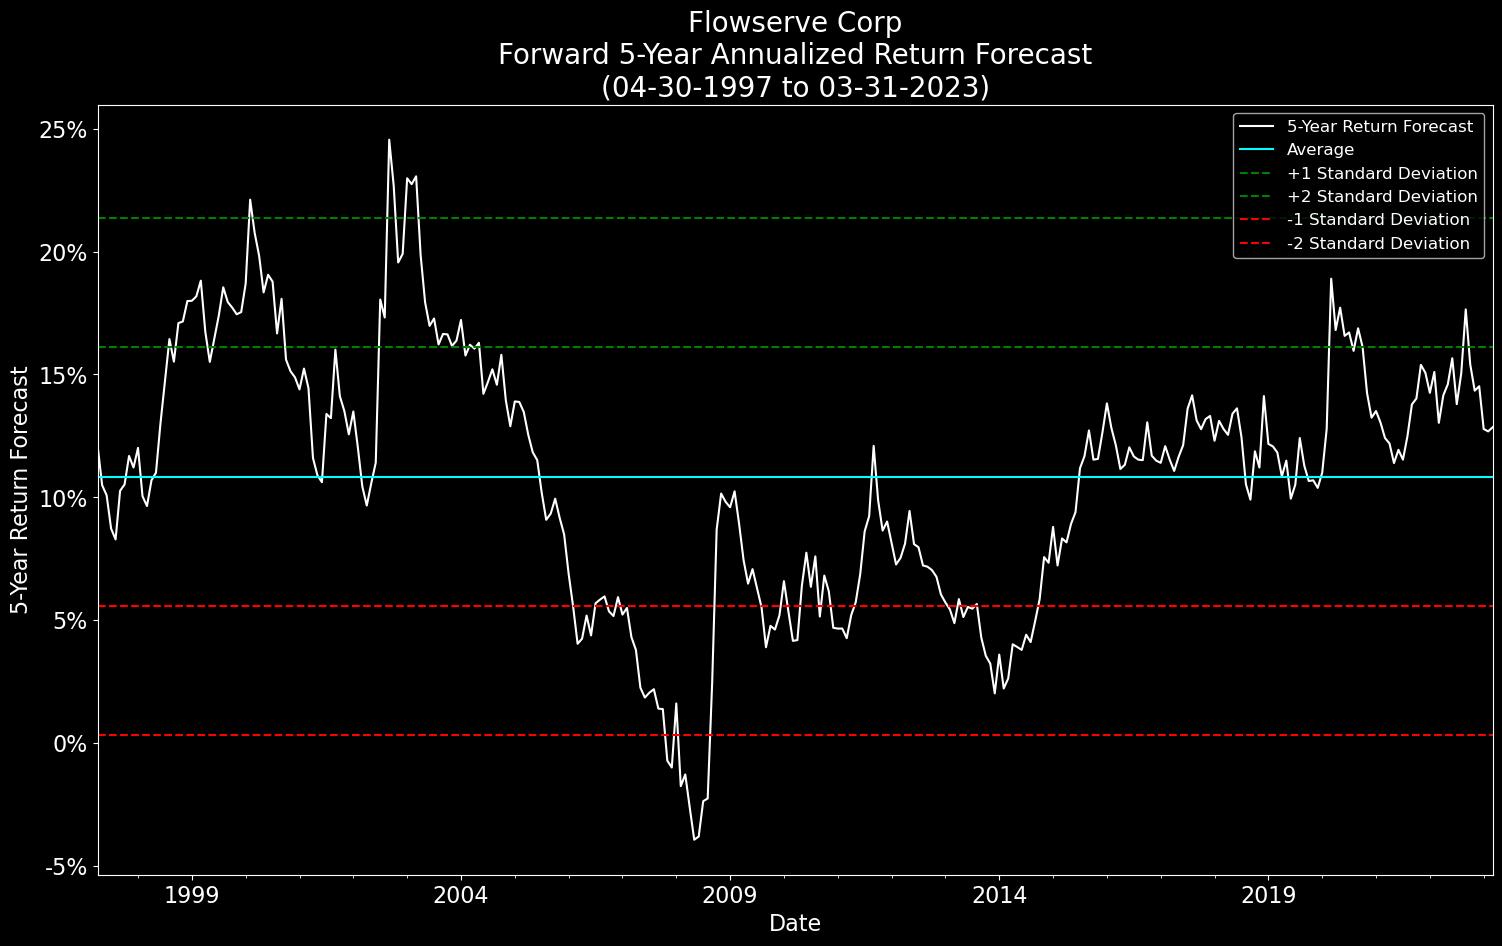 Flowserve Corp
Forward 5-Year Annualized Return Forecast
(04-30-1997 to 03-31-2023)
5-Year Return Forecast
Average
+1 Standard Deviation
+2 Standard Deviation
-1 Standard Deviation
-2 Standard Deviation
25%
20%
15%
10%
5%
0%
-5%
5-Year Return Forecast
1999
2004
2009
2014
2019
Date